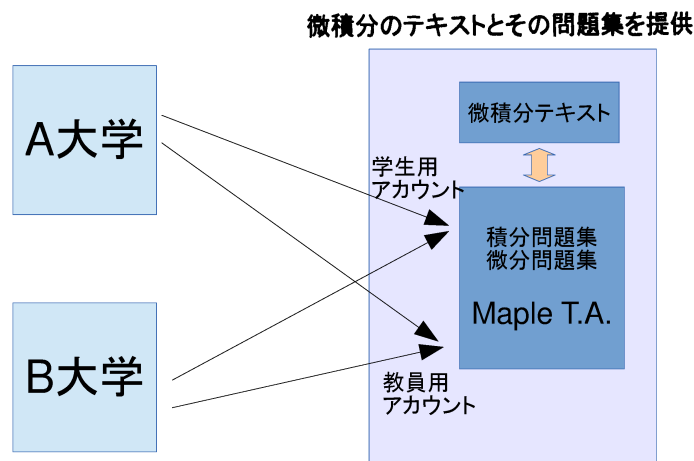 微積分のテキストとその問題集を提供
A大学
微積分テキスト
学生用
アカウント
積分問題集
微分問題集
Maple T.A.
B大学
教員用
アカウント